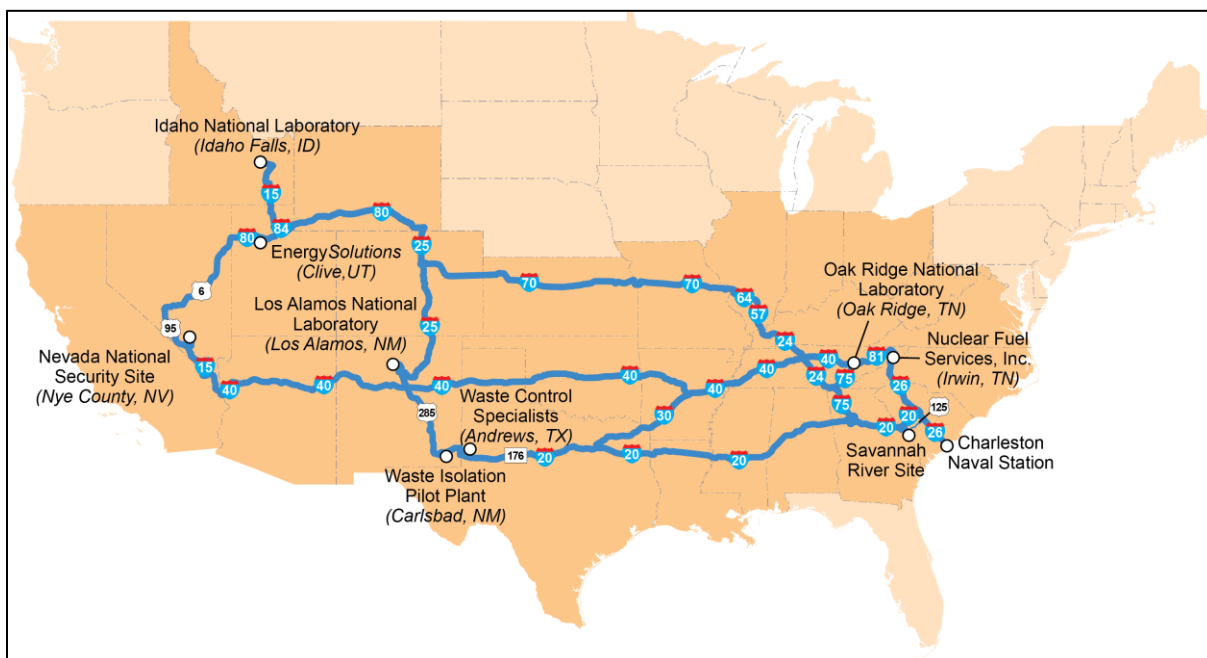 Idaho National Laboratory
(Idaho Falls, ID)
15
80
84
80
25
EnergySolutions
(Clive,UT)
6
70
70
64
57
Oak Ridge National
Laboratory
(Oak Ridge, TN)
Los Alamos National
Laboratory
(Los Alamos, NM)
25
95
24
Nuclear Fuel
Services, Inc.
(Irwin, TN)
81
40
75
Nevada National
Security Site
(Nye County, NV)
15
40
40
40
40
40
40
24
26
75
Waste Control
Specialists
(Andrews, TX)
285
30
20
125
20
26
176
20
20
20
Savannah
River Site
Charleston
Naval Station
Waste Isolation
Pilot Plant
(Carlsbad, NM)